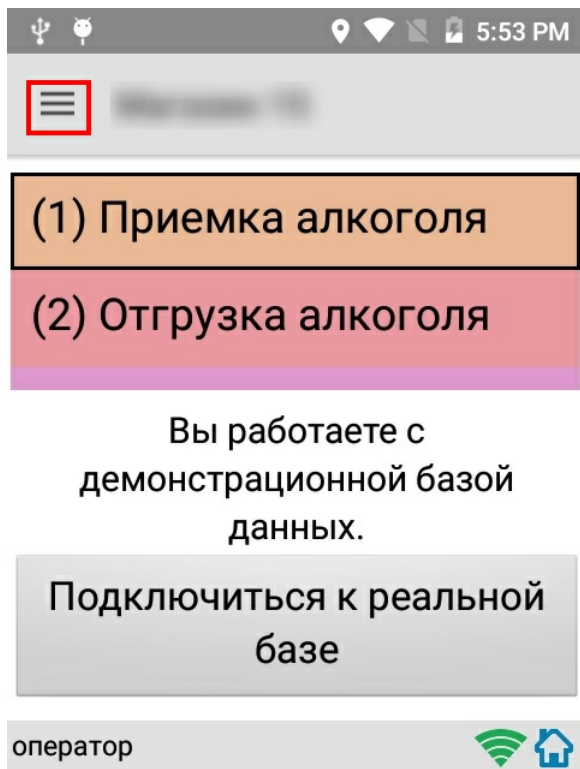 5:53 PM
(1) Приемка алкоголя
(2) Отгрузка алкоголя
Вы работаете с
демонстрационной базой
данных.
Подключиться к реальной
базе
оператор